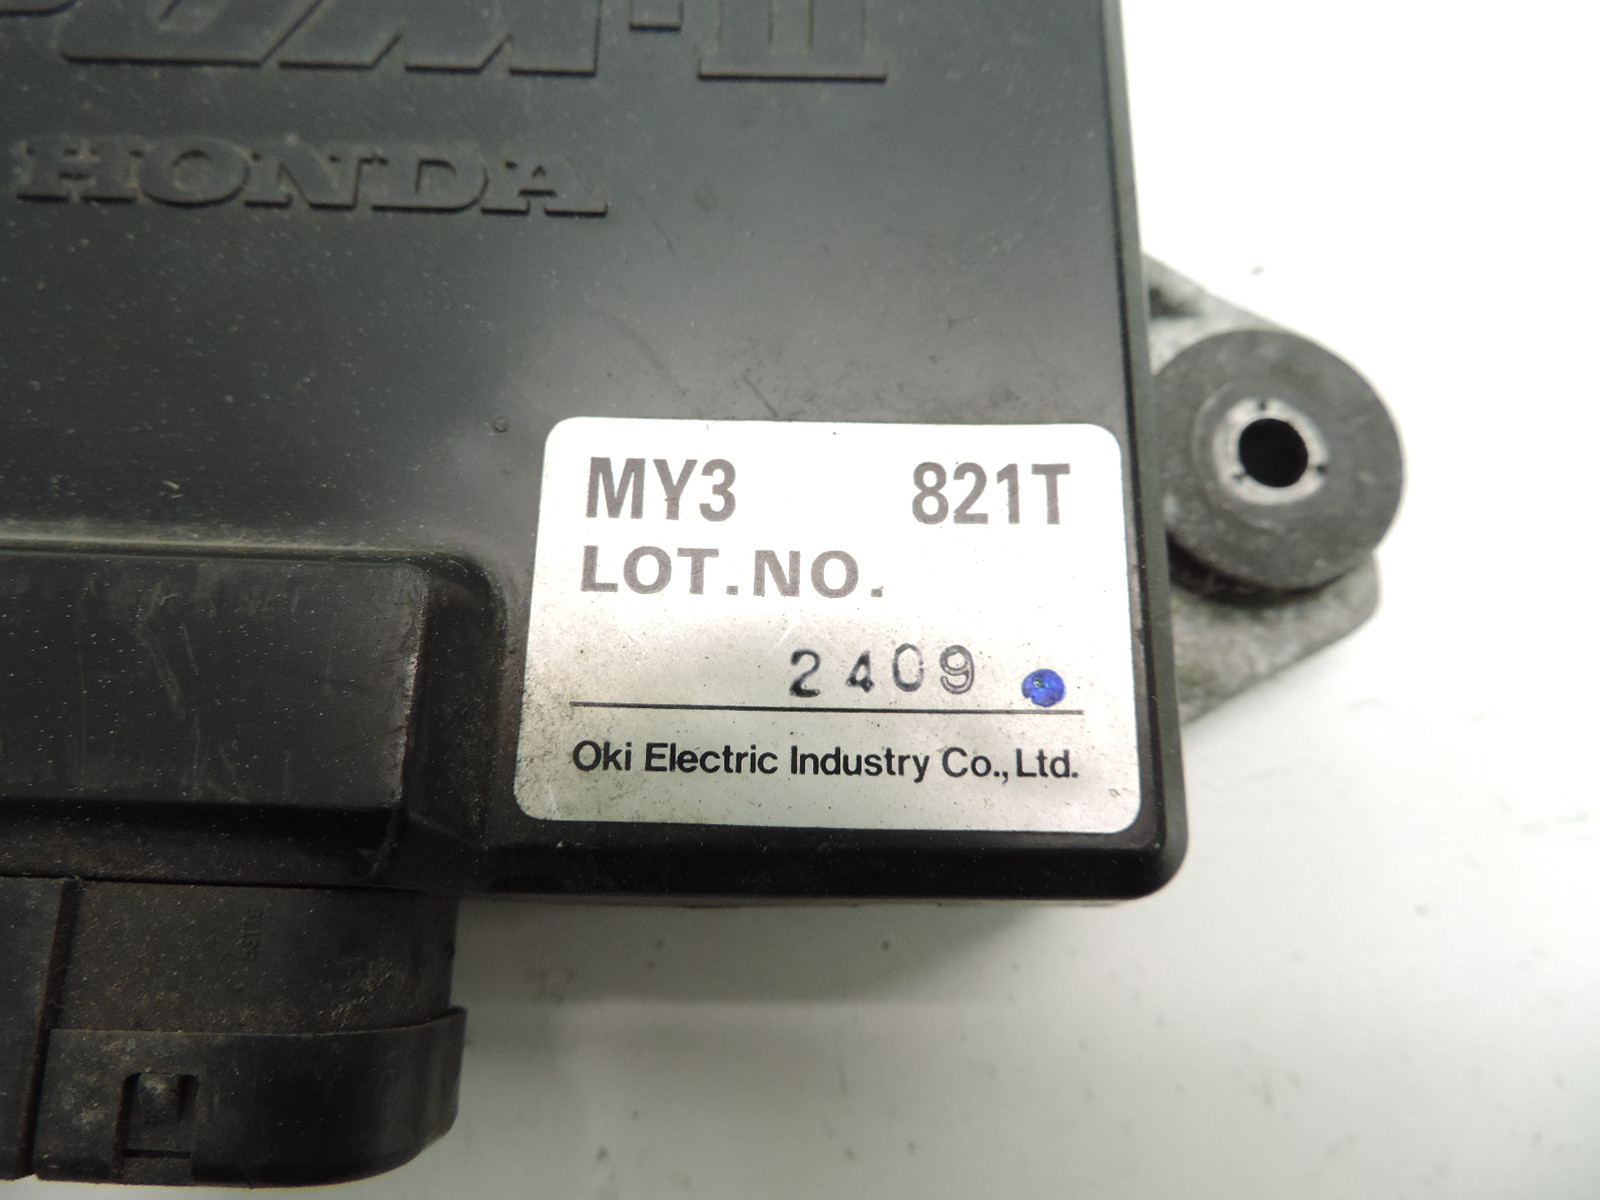 HONDA
MY3 821T
LOT.NO.
2409
Oki Electric Industry Co., Ltd.